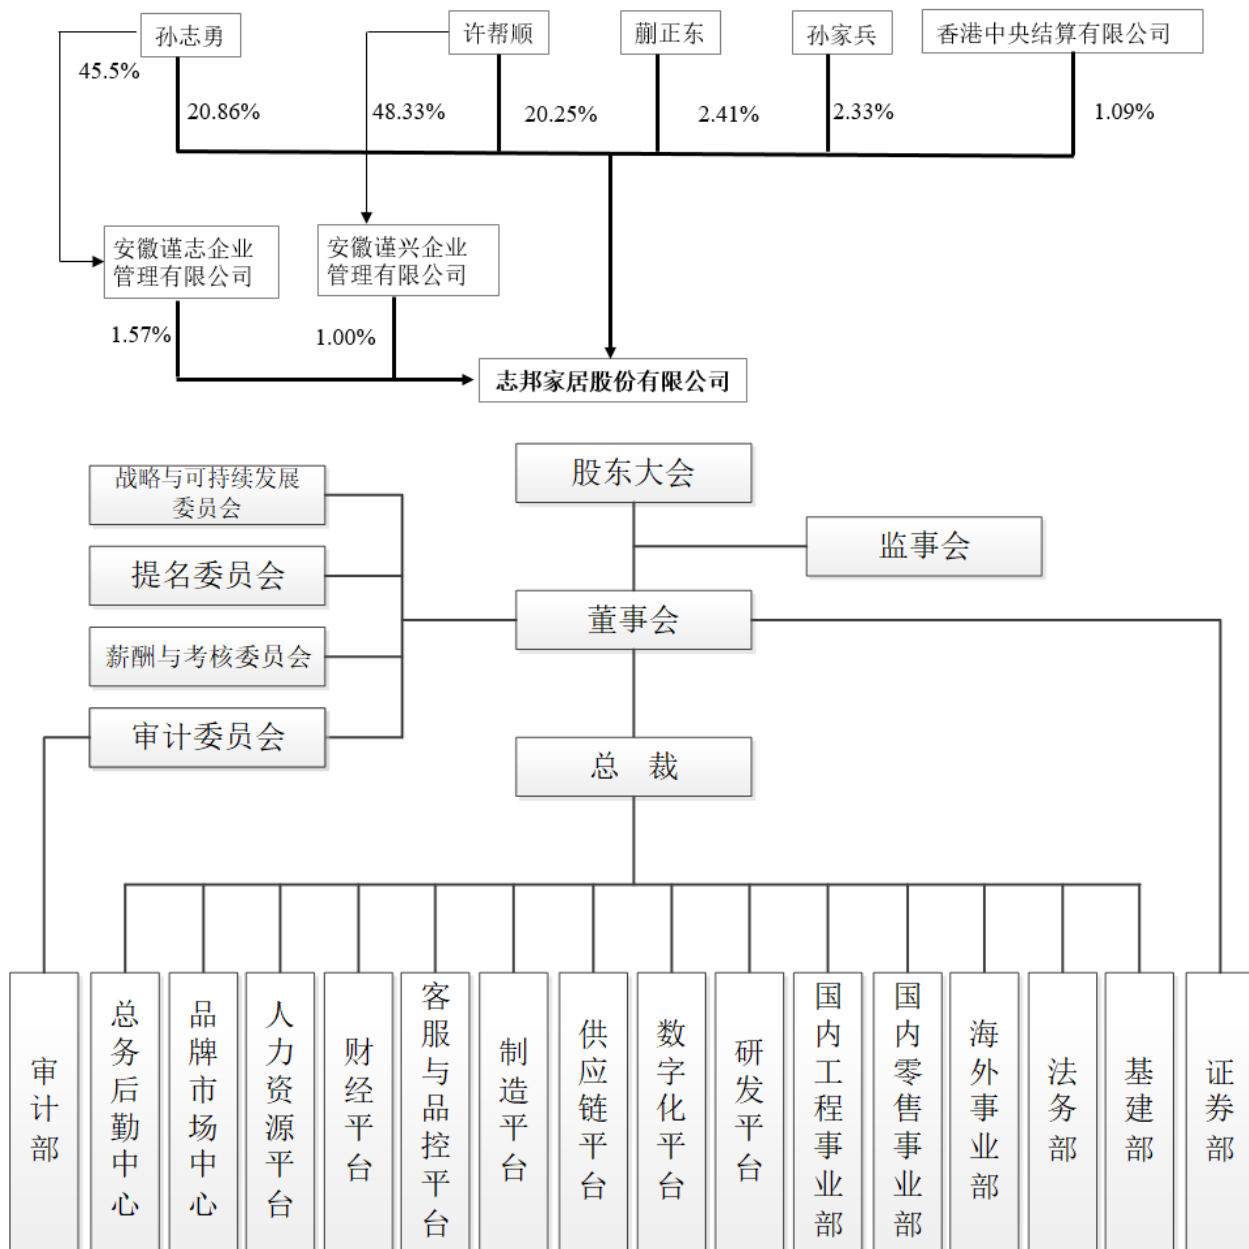 孙志勇
许帮顺
蒯正东
孙家兵
香港中央结算有限公司
45.5%
20.86%
48.33%
20.25%
2.41%
2.33%
1.09%
安徽谨志企业
管理有限公司
安徽谨兴企业
管理有限公司
1.57%
1.00%
志邦家居股份有限公司
股东大会
战略与可持续发展
委员会
监事会
提名委员会
董事会
薪酬与考核委员会
审计委员会
总 裁
审计部
总务后勤中心
品牌市场中心
人力资源平台
财经平台
客服与品控平台
制造平台
供应链平台
数字化平台
研发平台
国内工程事业部
国内零售事业部
海外事业部
法务部
基建部
证券部